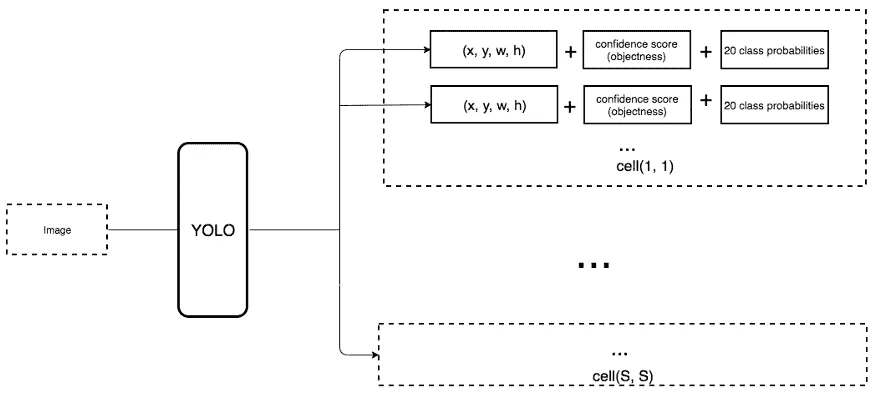 (x, y, w, h) + confidence score (objectness) + 20 class probabilities
(x, y, w, h) + confidence score (objectness) + 20 class probabilities
...
cell(1, 1)
Image
YOLO
...
...
cell(S, S)